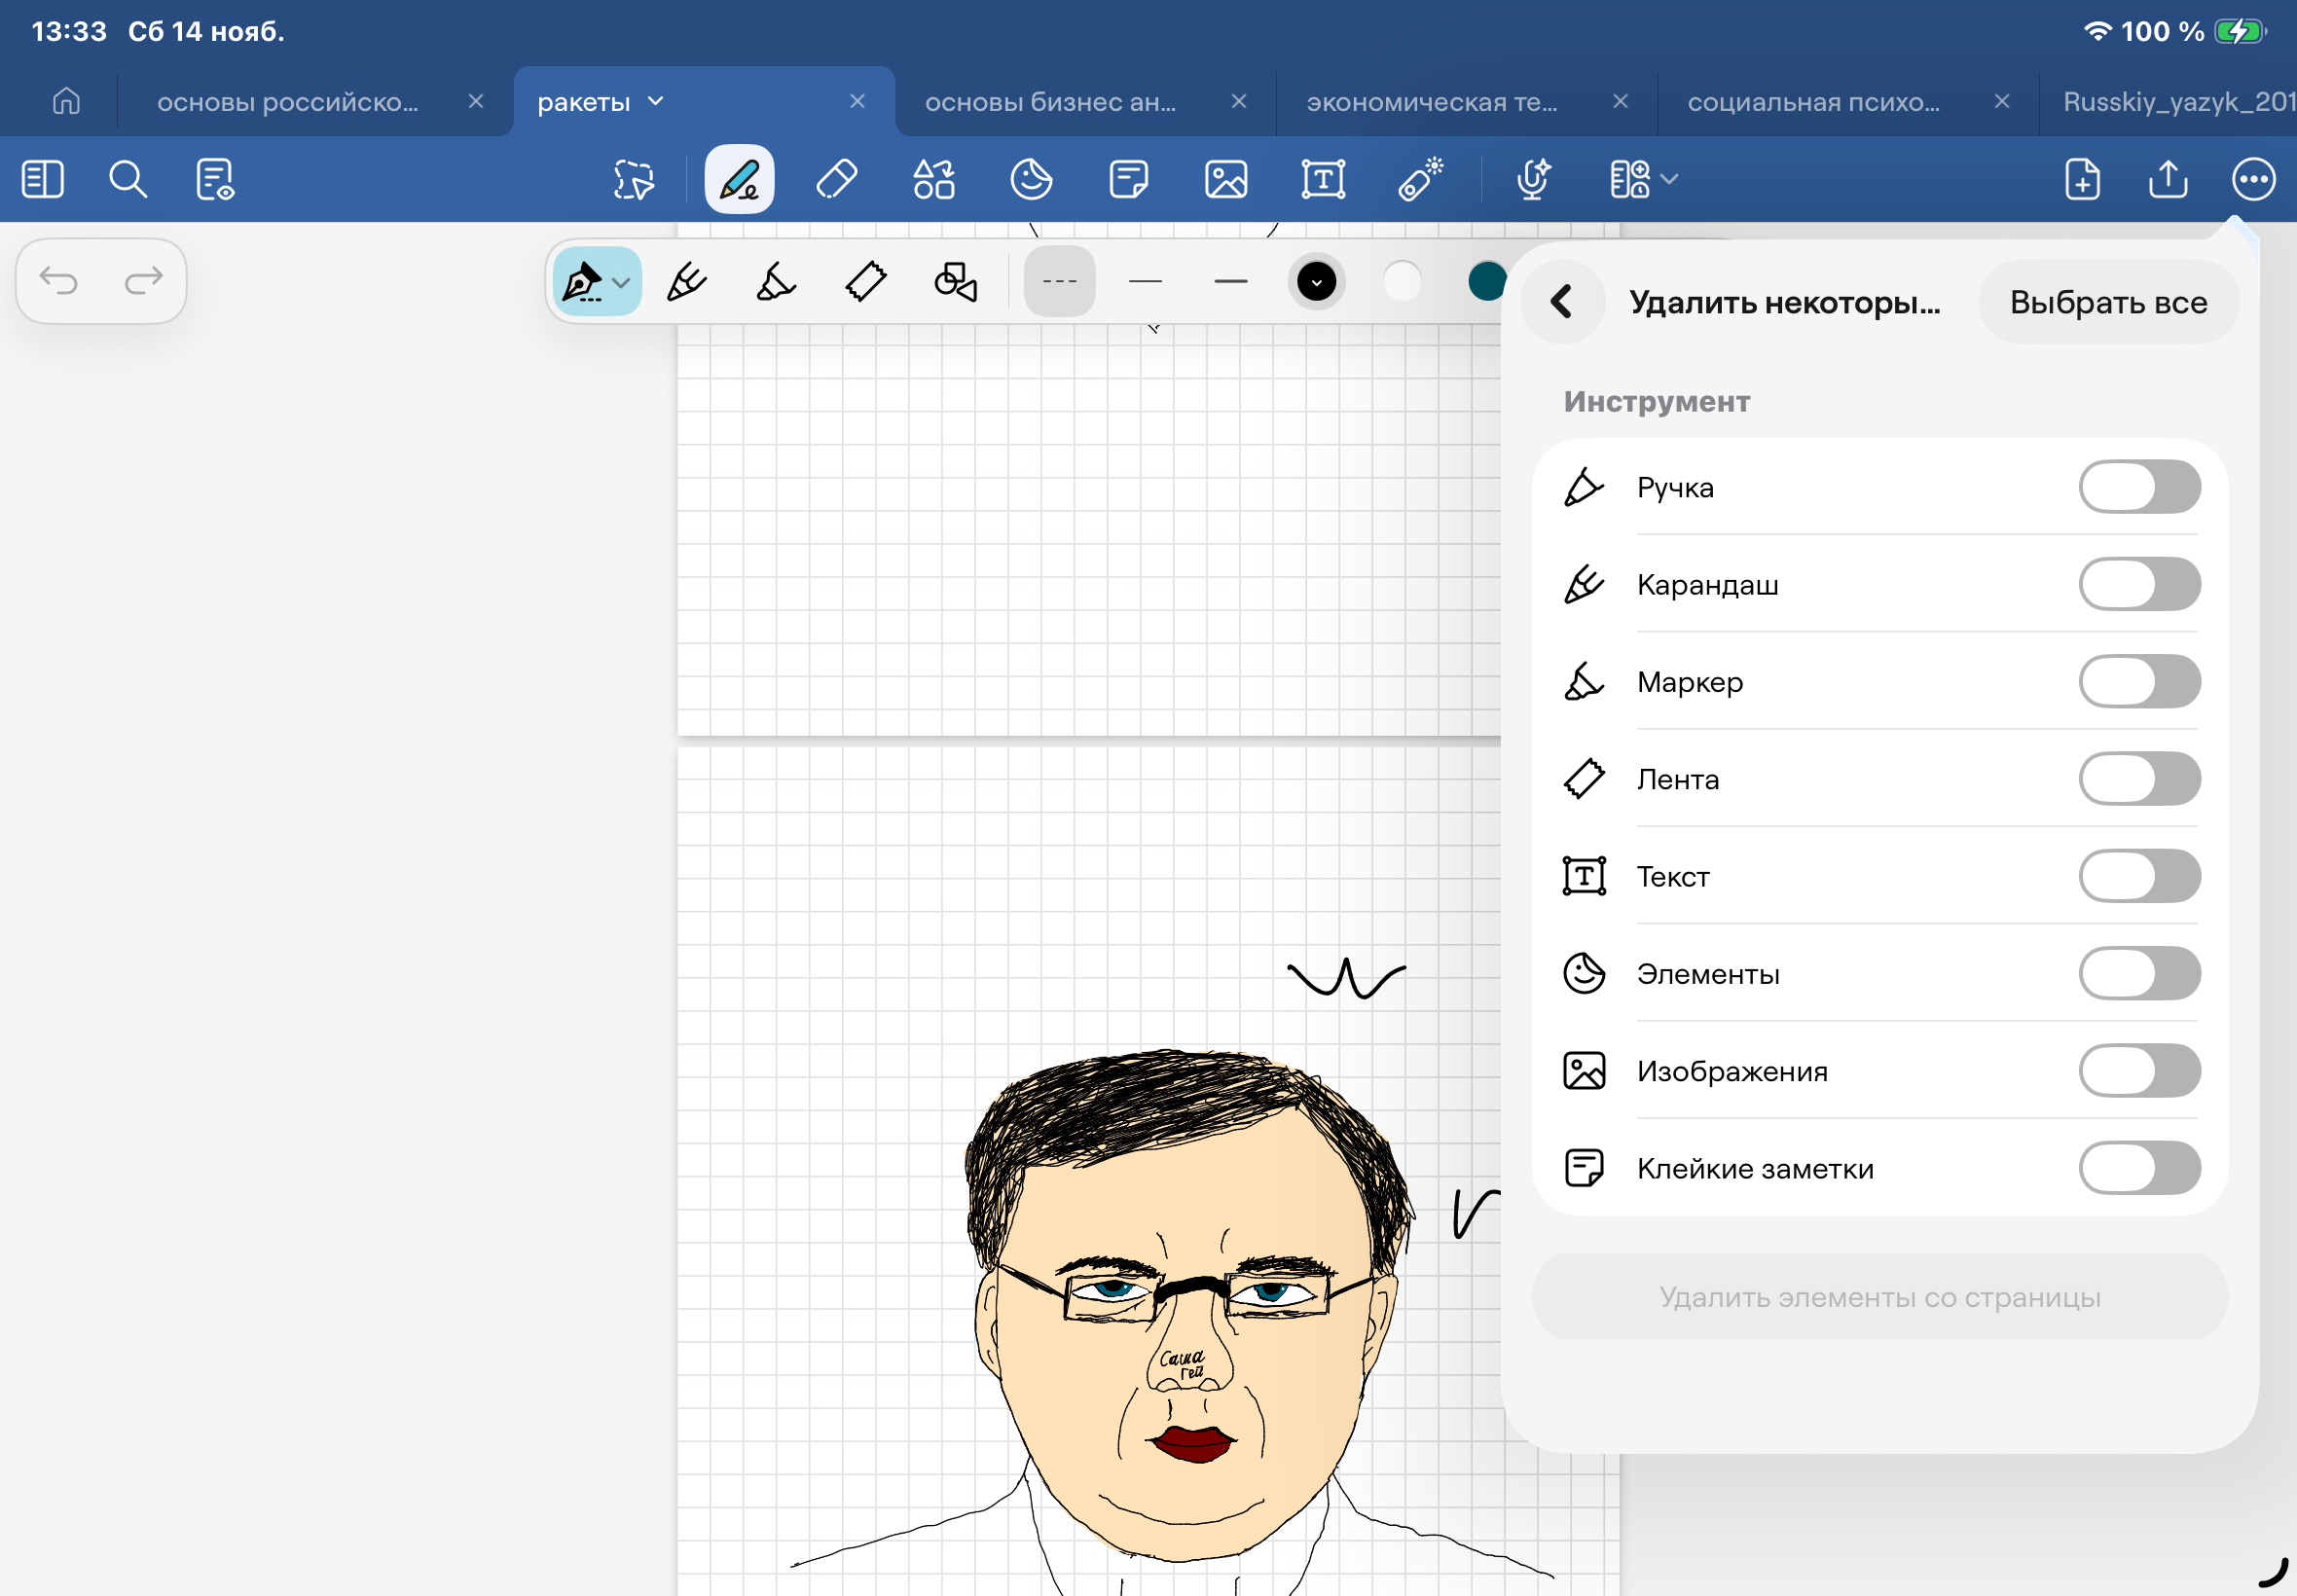 13:33 Сб 14 нояб. 100 %
основы российско... ракеты основы бизнес ан... экономическая те... социальная психо... Russkiy_yazyk_201
Удалить некоторы... Выбрать все
Инструмент
Ручка
Карандаш
Маркер
Лента
Текст
Элементы
Изображения
Клейкие заметки
Удалить элементы со страницы
Саша
Гей